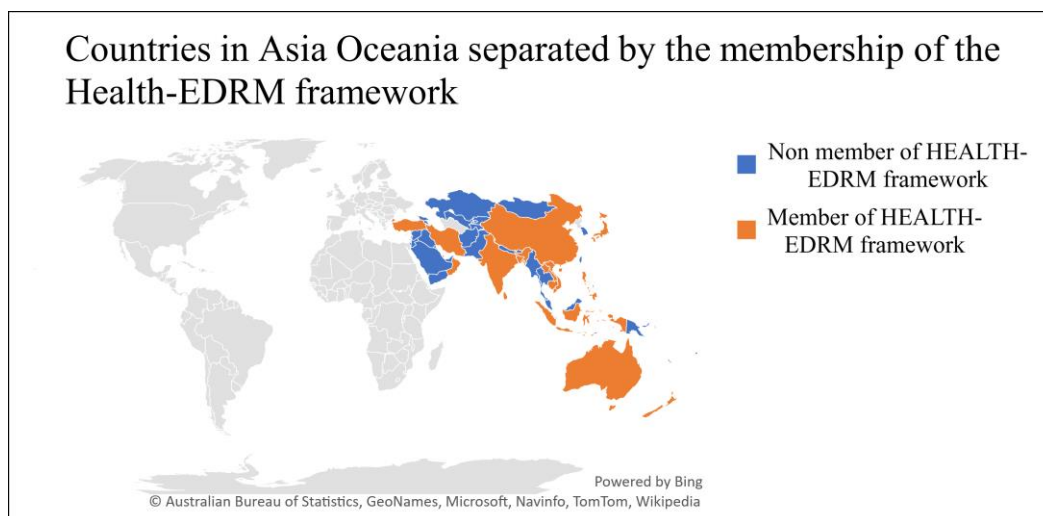 Countries in Asia Oceania separated by the membership of the
Health-EDRM framework
Non member of HEALTH-
EDRM framework
Member of HEALTH-
EDRM framework
Powered by Bing
© Australian Bureau of Statistics, GeoNames, Microsoft, Navinfo, TomTom, Wikipedia